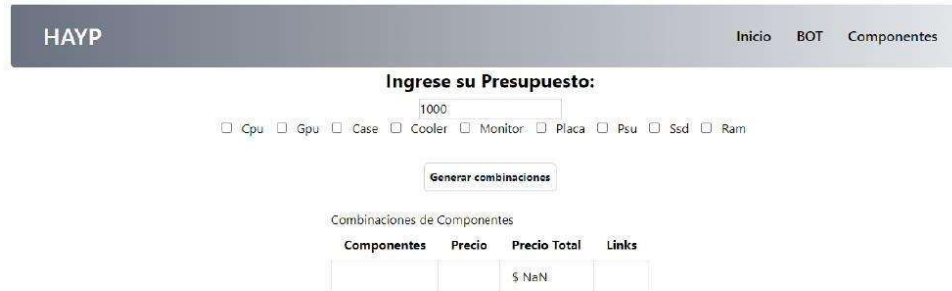 HAYP Inicio BOT Componentes
Ingrese su Presupuesto:
1000
Cpu Gpu Case Cooler Monitor Placa Psu Ssd Ram
Generar combinaciones
Combinaciones de Componentes
Componentes Precio Precio Total Links
$ NaN